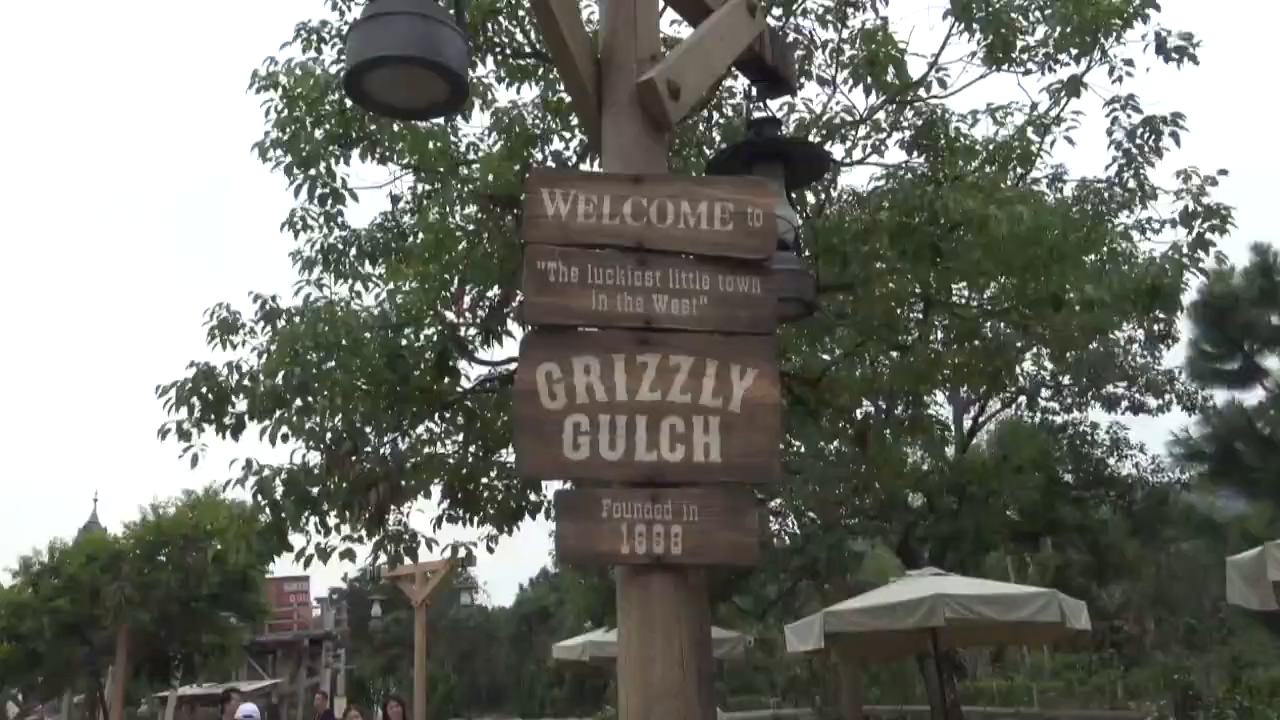 WELCOME to
"The luckiest little town
in the West"
GRIZZLY
GULCH
Founded in
1888